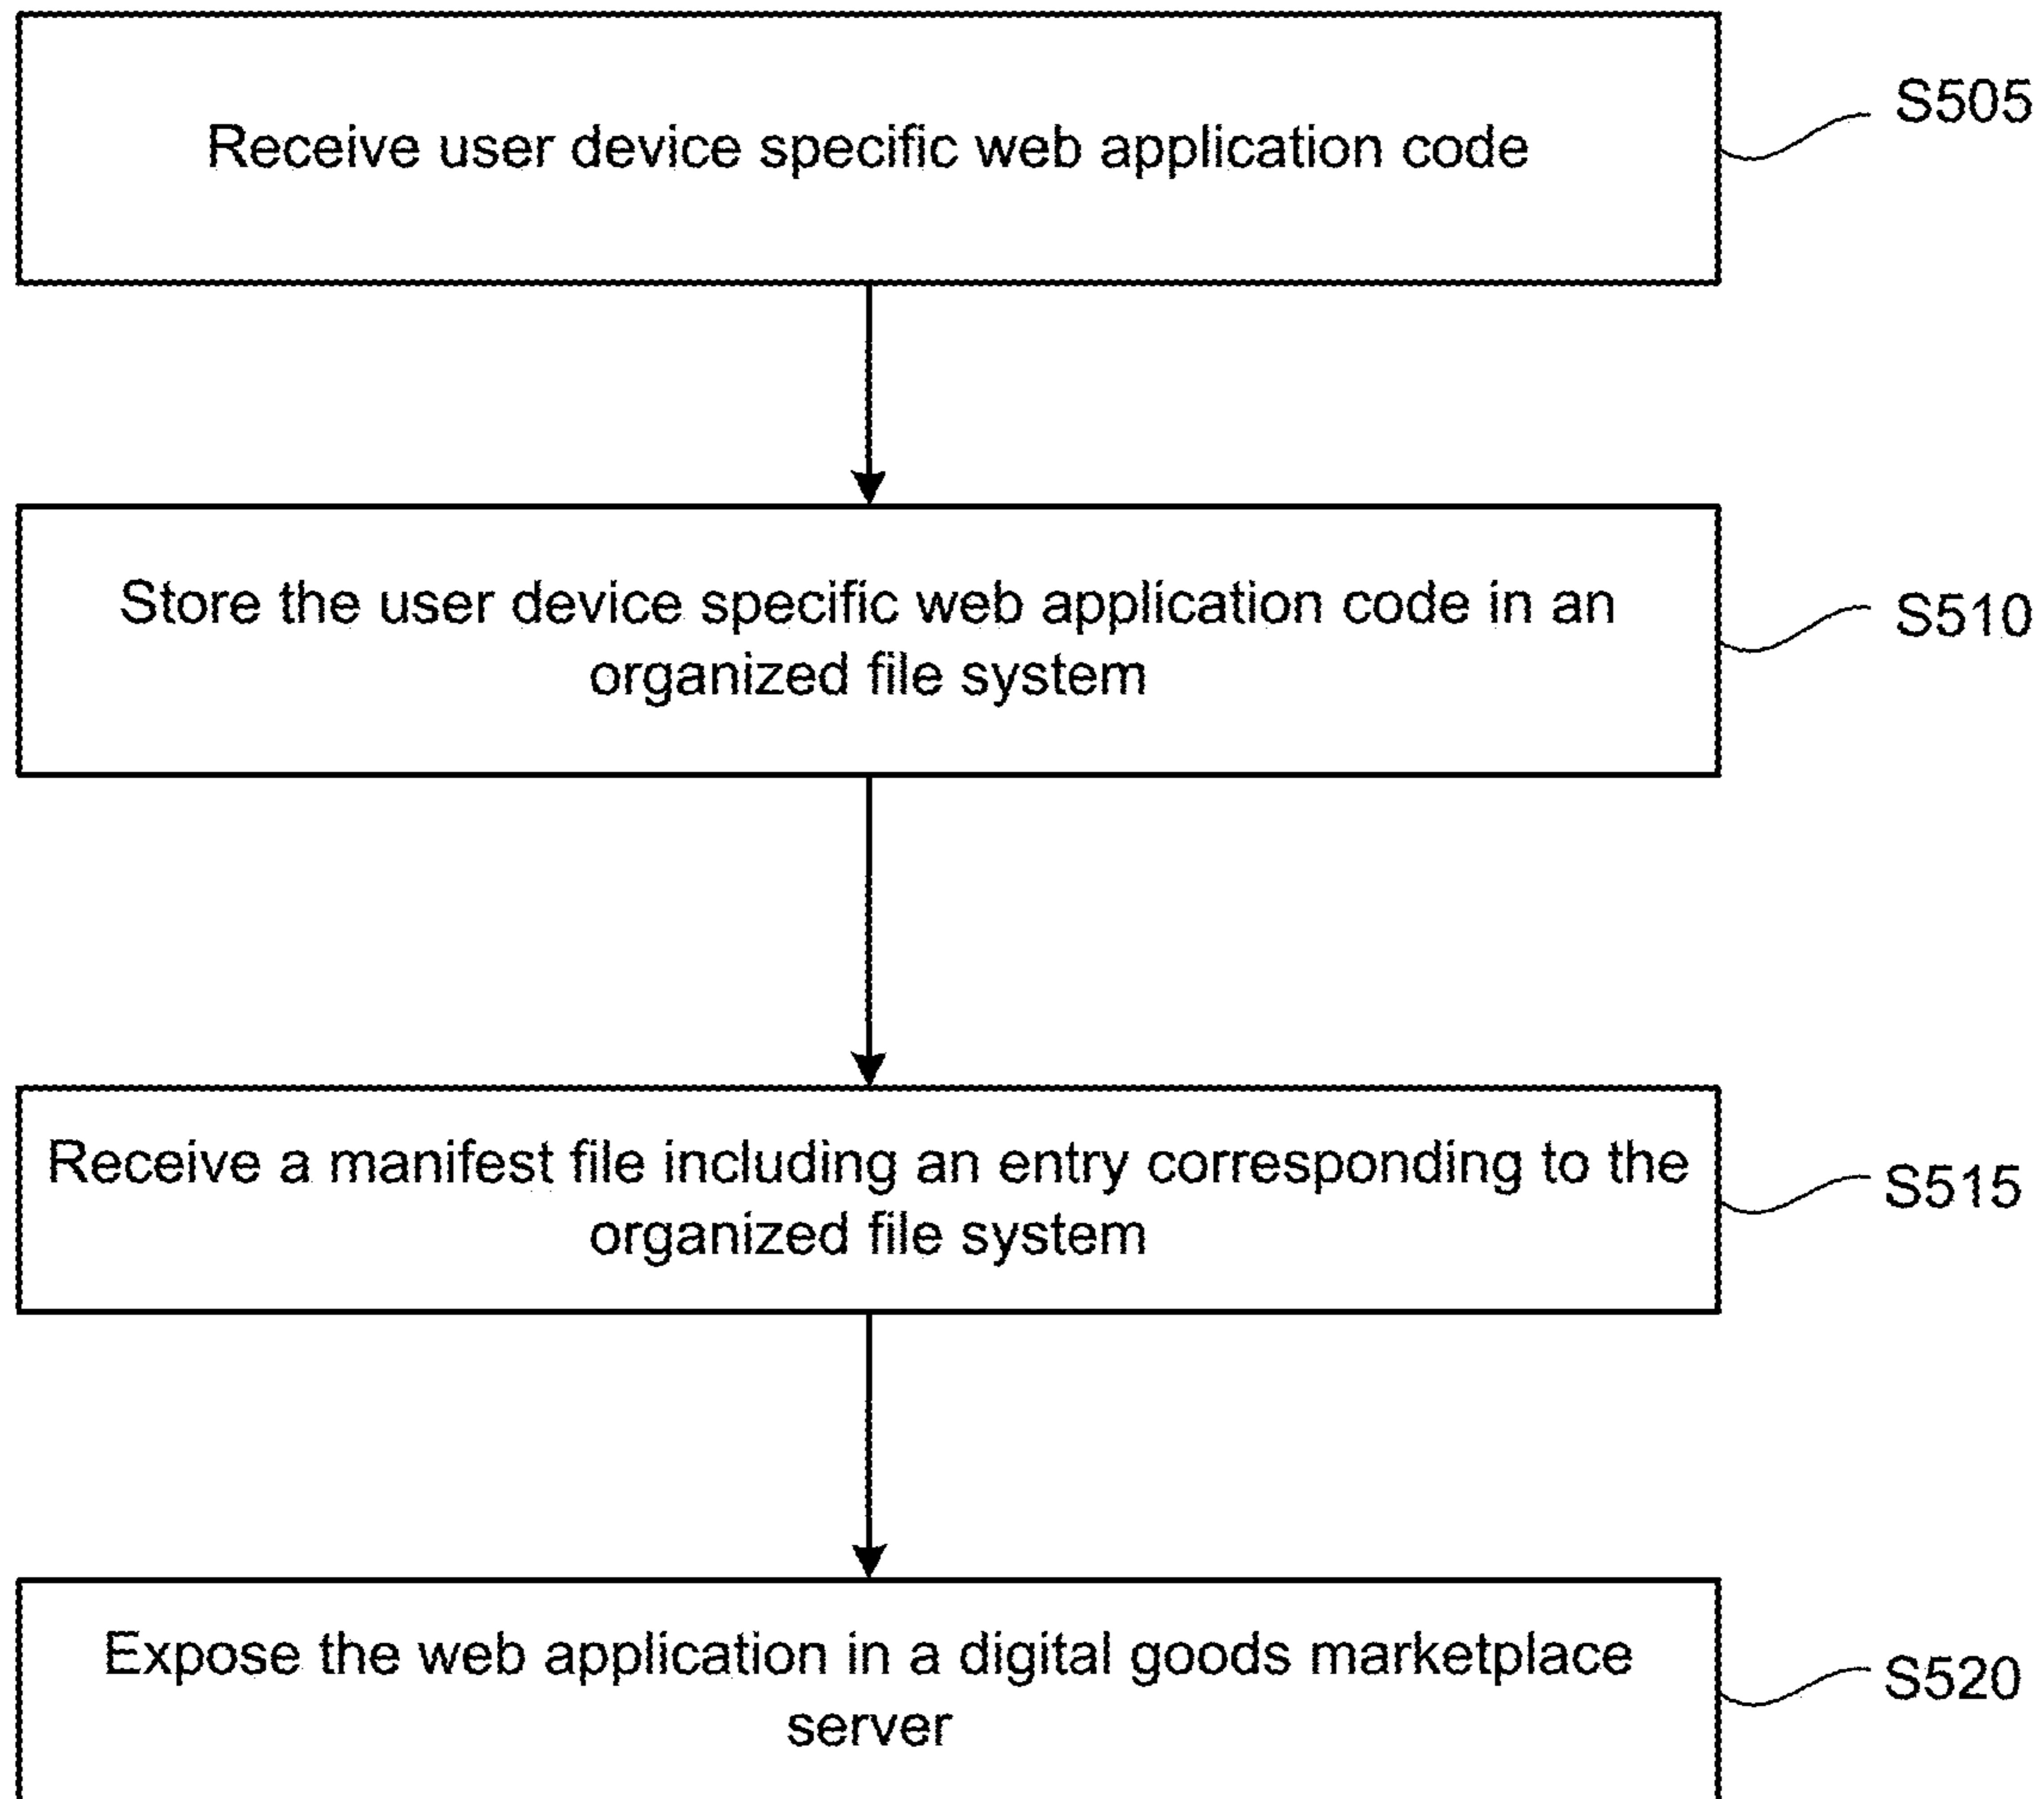 Receive user device specific web application code
S505
Store the user device specific web application code in an
organized file system
S510
Receive a manifest file including an entry corresponding to the
organized file system
S515
Expose the web application in a digital goods marketplace
server
S520